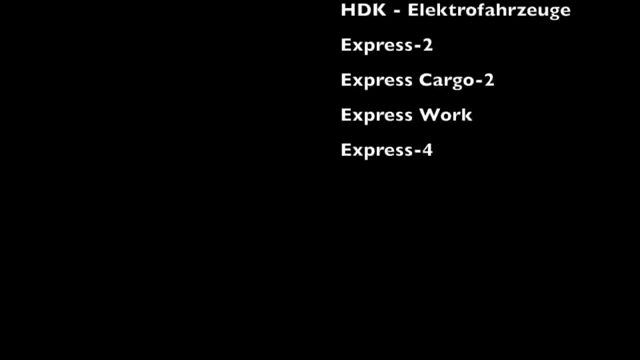 HDK - Elektrofahrzeuge
Express-2
Express Cargo-2
Express Work
Express-4